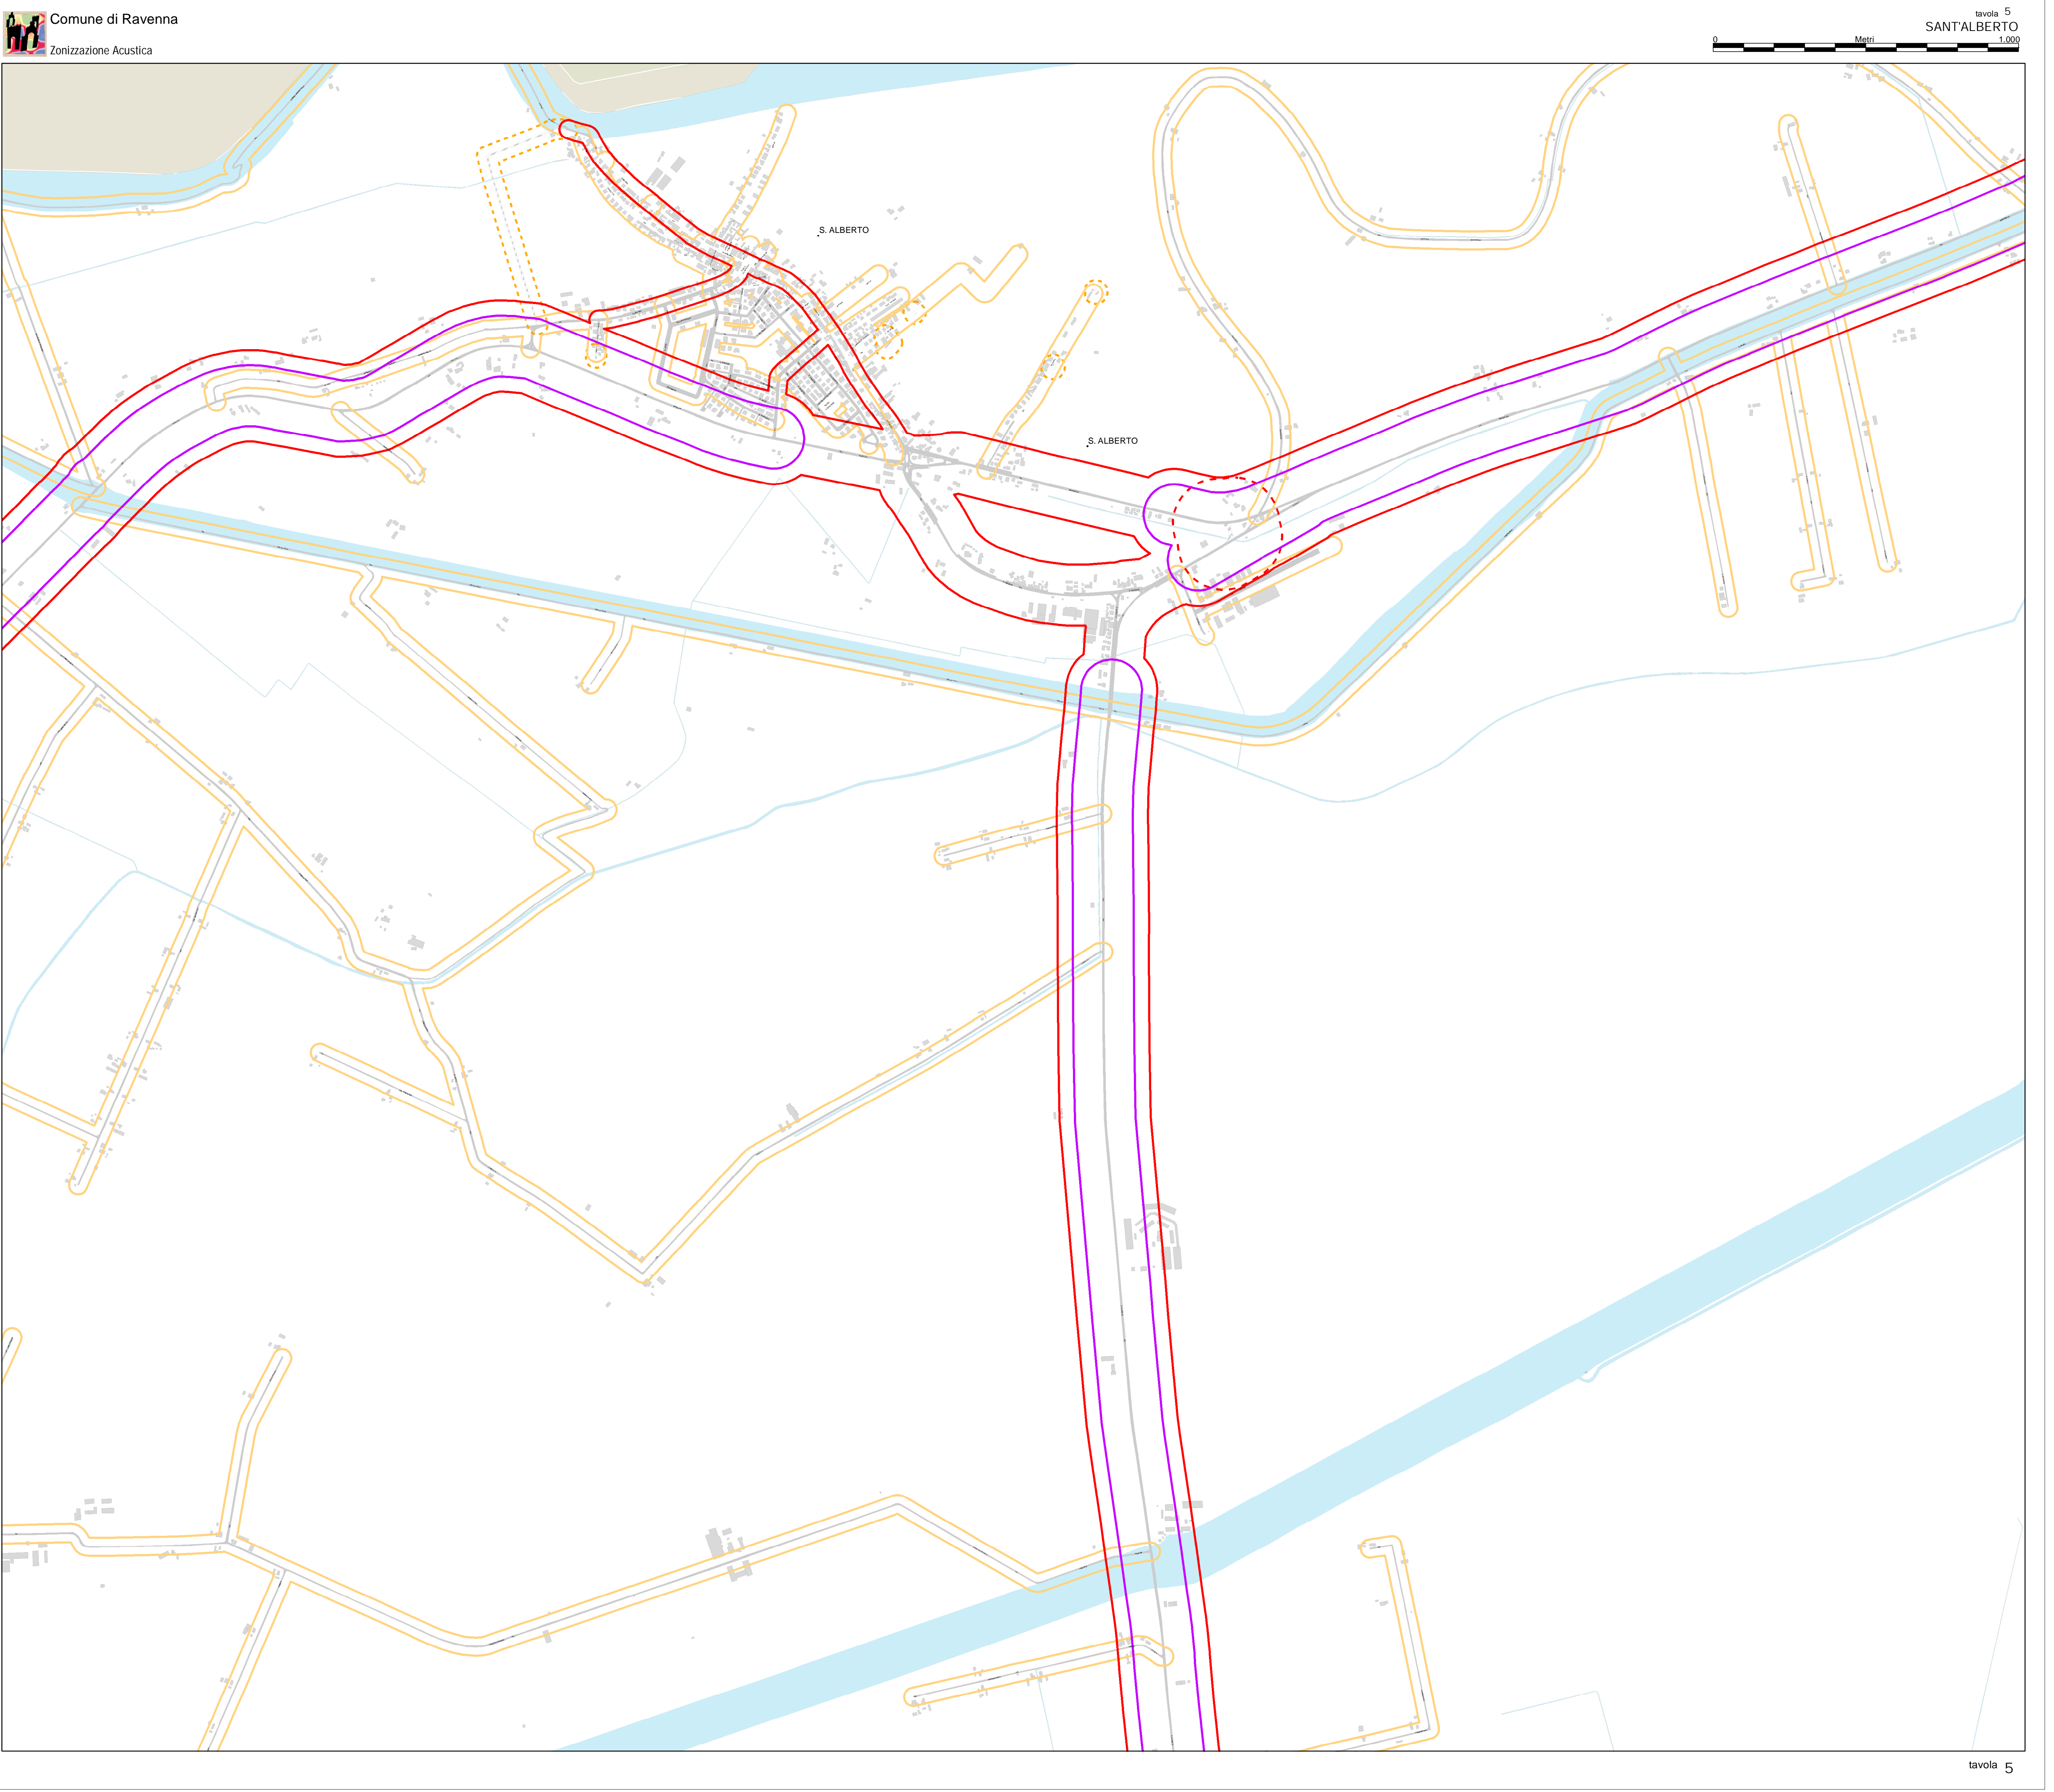 Comune di Ravenna
Zonizzazione Acustica
tavola 5
SANT'ALBERTO
0 Metri 1.000
S. ALBERTO
S. ALBERTO
tavola 5